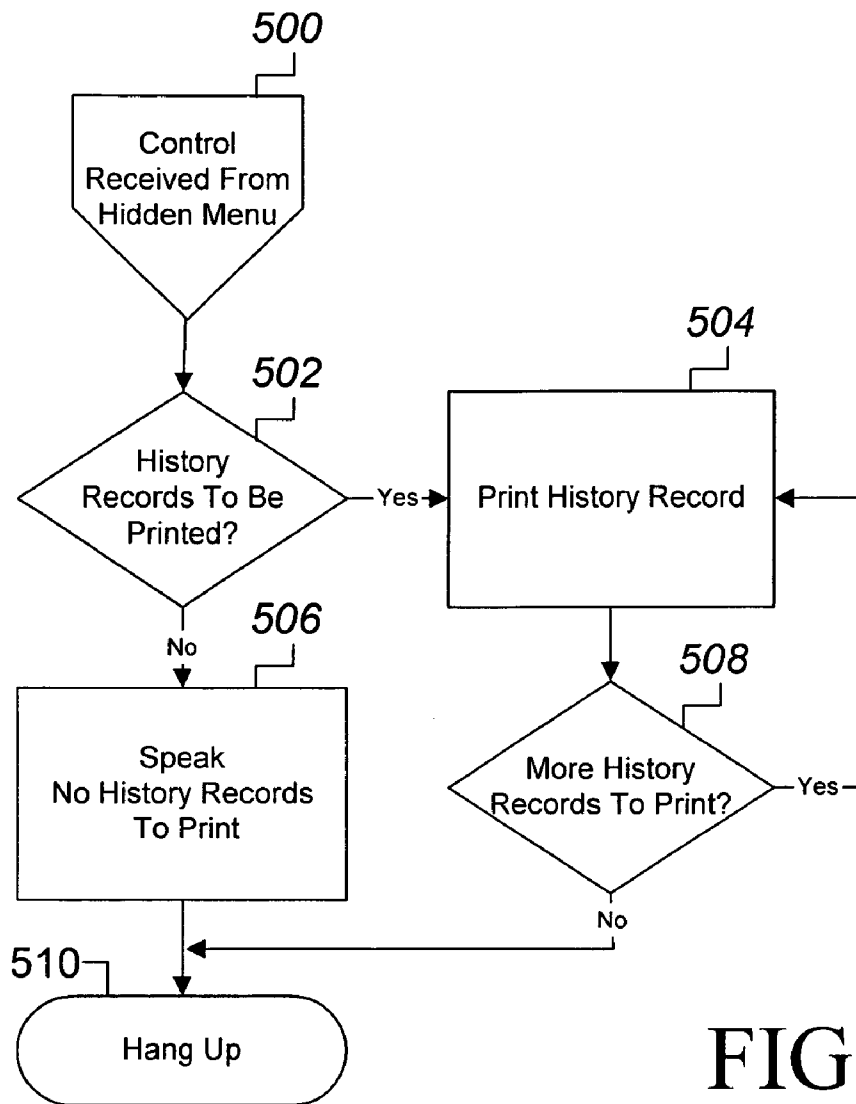 500
Control
Received From
Hidden Menu
502
History
Records To Be
Printed?
Yes
504
Print History Record
No
506
Speak
No History Records
To Print
508
More History
Records To Print?
Yes
No
510
Hang Up
FIG